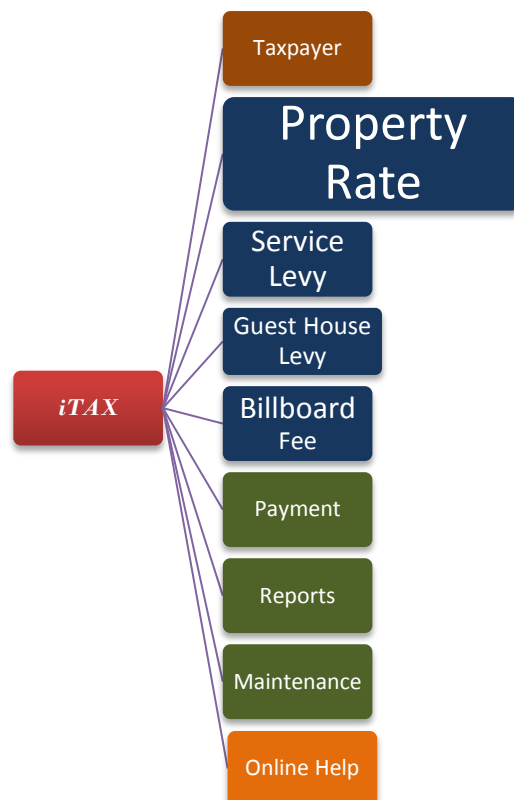 Taxpayer
Property
Rate
Service
Levy
Guest House
Levy
iTAX
Billboard
Fee
Payment
Reports
Maintenance
Online Help